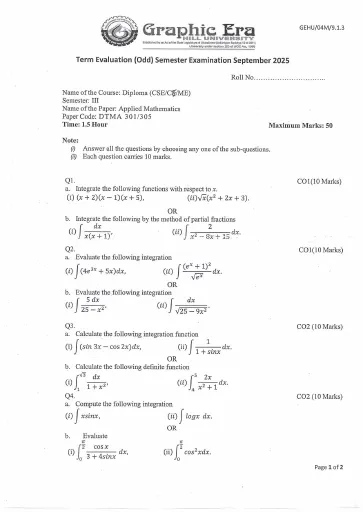 GEHU/04M/9.1.3
Graphic Era
HILL UNIVERSITY
Term Evaluation (Odd) Semester Examination September 2025
Roll No.......................................
Name of the Course: Diploma (CSE/CE/ME)
Semester: III
Name of the Paper: Applied Mathematics
Paper Code: DTMA 301/305
Time: 1.5 Hour Maximum Marks: 50
Note:
(i) Answer all the questions by choosing any one of the sub-questions.
(ii) Each question carries 10 marks.
Q1. CO1(10 Marks)
a. Integrate the following functions with respect to x.
(i) (x + 2)(x − 1)(x + 5), (ii)√x(x² + 2x + 3).
OR
b. Integrate the following by the method of partial fractions
(i) ∫ dx / x(x + 1)' (ii) ∫ 2 / x² − 8x + 15 dx.
Q2. CO1(10 Marks)
a. Evaluate the following integration
(i) ∫(4e³ˣ + 5x)dx, (ii) ∫ (eˣ + 1)² / √eˣ dx.
OR
b. Evaluate the following integration
(i) ∫ 5 dx / 25 − x²' (ii) ∫ dx / √25 − 9x²
Q3. CO2 (10 Marks)
a. Calculate the following integration function
(i) ∫(sin 3x − cos 2x)dx, (ii) ∫ 1 / 1 + sinx dx.
OR
b. Calculate the following definite function
(i) ∫₁^√3 dx / 1 + x²' (ii) ∫ 2x / x² + 1 dx.
Q4. CO2 (10 Marks)
a. Compute the following integration
(i) ∫ xsinx, (ii) ∫ logx dx.
OR
b. Evaluate
(i) ∫₀^π/2 cosx / 3 + 4sinx dx, (ii) ∫₀^π/2 cos²xdx.
Page 1 of 2